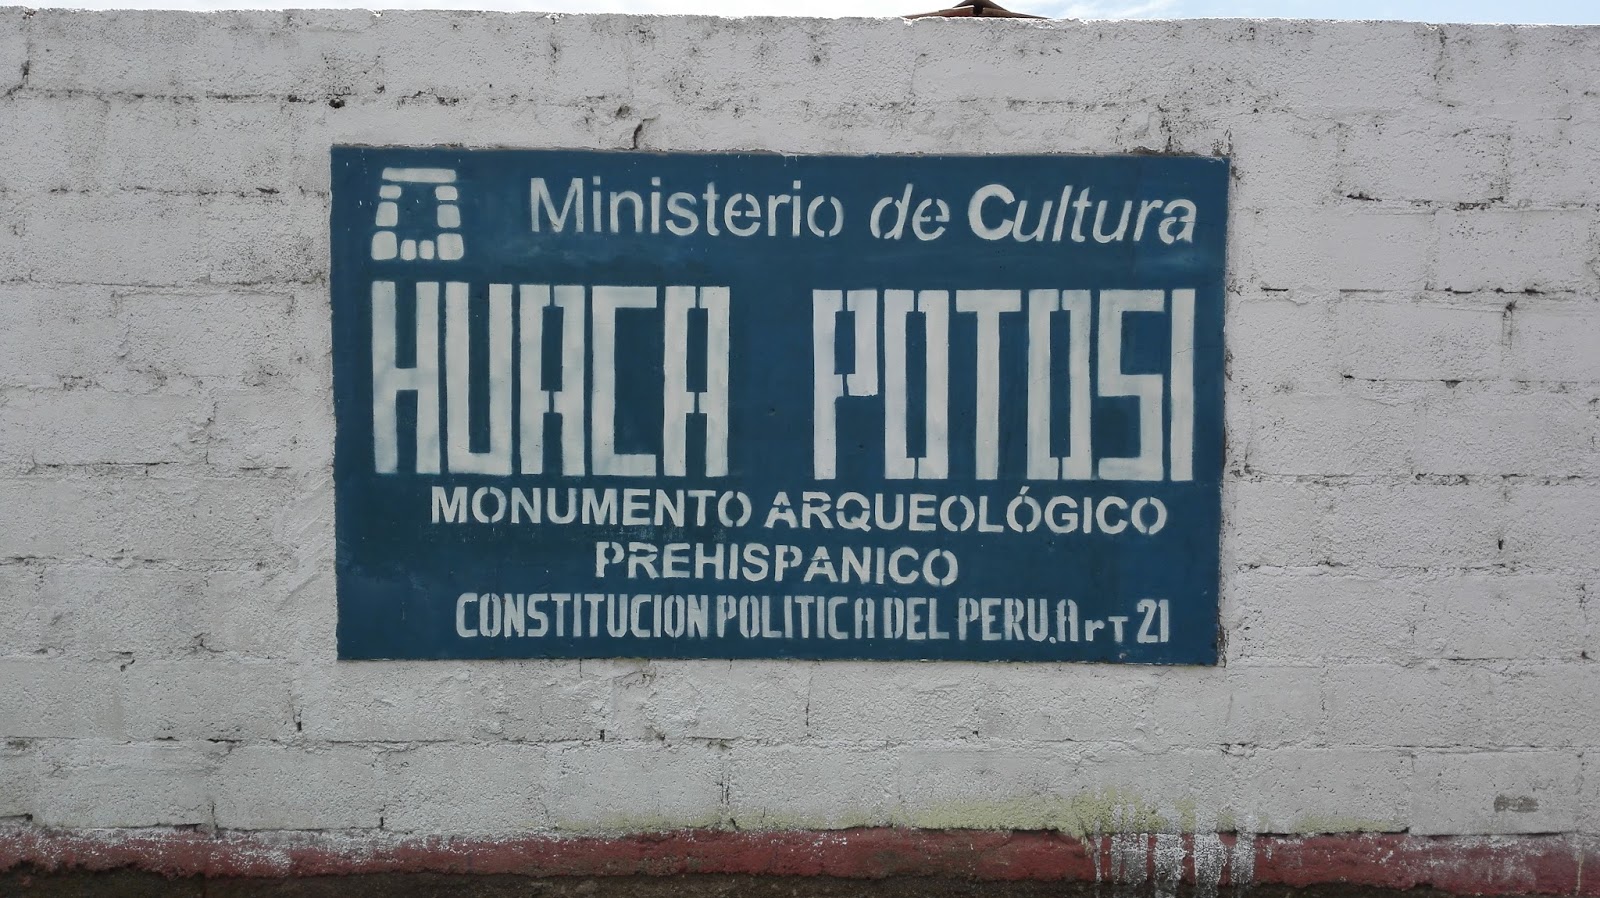 Ministerio de Cultura
HUACA POTOSI
MONUMENTO ARQUEOLÓGICO
PREHISPANICO
CONSTITUCION POLITICA DEL PERU. Art 21